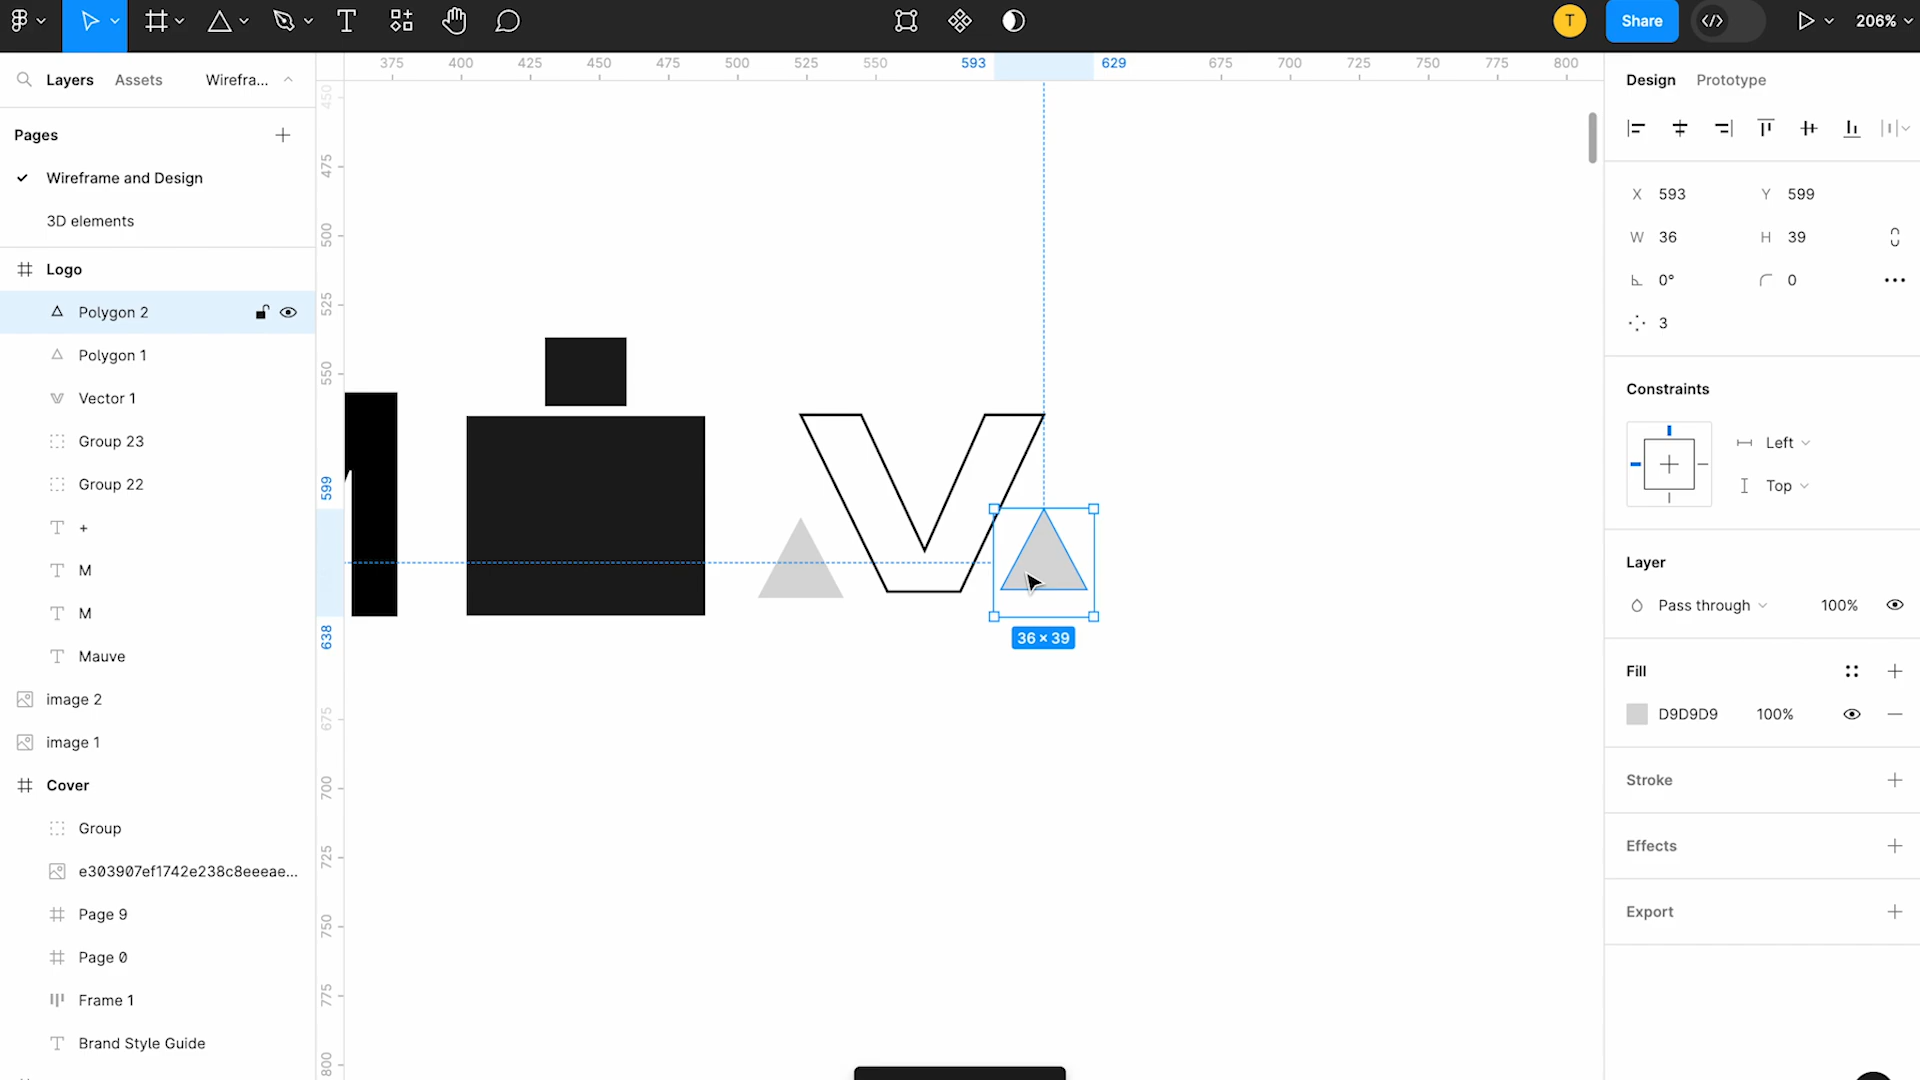 T
Share
206%
Layers
Assets
Wirefra...
375
400
425
450
475
500
525
550
593
629
675
700
725
750
775
800
Design
Prototype
Pages
Wireframe and Design
3D elements
Logo
Polygon 2
Polygon 1
Vector 1
Group 23
Group 22
+
M
M
Mauve
image 2
image 1
Cover
Group
e303907ef1742e238c8eeeae...
Page 9
Page 0
Frame 1
Brand Style Guide
450
475
500
525
550
599
638
675
700
725
750
775
800
36 × 39
X 593
Y 599
W 36
H 39
0°
0
3
Constraints
Left
Top
Layer
Pass through
100%
Fill
D9D9D9
100%
Stroke
Effects
Export